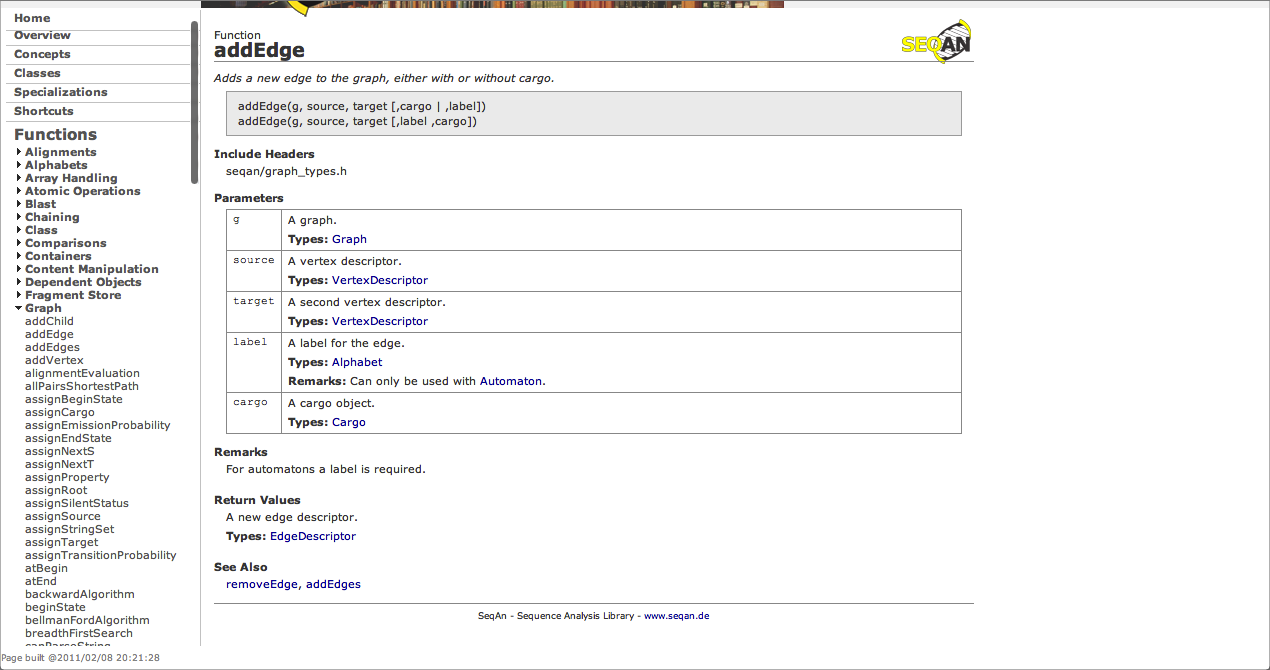 Home
Overview
Concepts
Classes
Specializations
Shortcuts
Functions
Alignments
Alphabets
Array Handling
Atomic Operations
Blast
Chaining
Class
Comparisons
Containers
Content Manipulation
Dependent Objects
Fragment Store
Graph
addChild
addEdge
addEdges
addVertex
alignmentEvaluation
allPairsShortestPath
assignBeginState
assignCargo
assignEmissionProbability
assignEndState
assignNextS
assignNextT
assignProperty
assignRoot
assignSilentStatus
assignSource
assignStringSet
assignTarget
assignTransitionProbability
atBegin
atEnd
backwardAlgorithm
beginState
bellmanFordAlgorithm
breadthFirstSearch
canParseString
Page built @2011/02/08 20:21:28
Function
addEdge
SEQAN
Adds a new edge to the graph, either with or without cargo.
addEdge(g, source, target [,cargo | ,label])
addEdge(g, source, target [,label ,cargo])
Include Headers
seqan/graph_types.h
Parameters
g A graph.
Types: Graph
source A vertex descriptor.
Types: VertexDescriptor
target A second vertex descriptor.
Types: VertexDescriptor
label A label for the edge.
Types: Alphabet
Remarks: Can only be used with Automaton.
cargo A cargo object.
Types: Cargo
Remarks
For automatons a label is required.
Return Values
A new edge descriptor.
Types: EdgeDescriptor
See Also
removeEdge, addEdges
SeqAn - Sequence Analysis Library - www.seqan.de